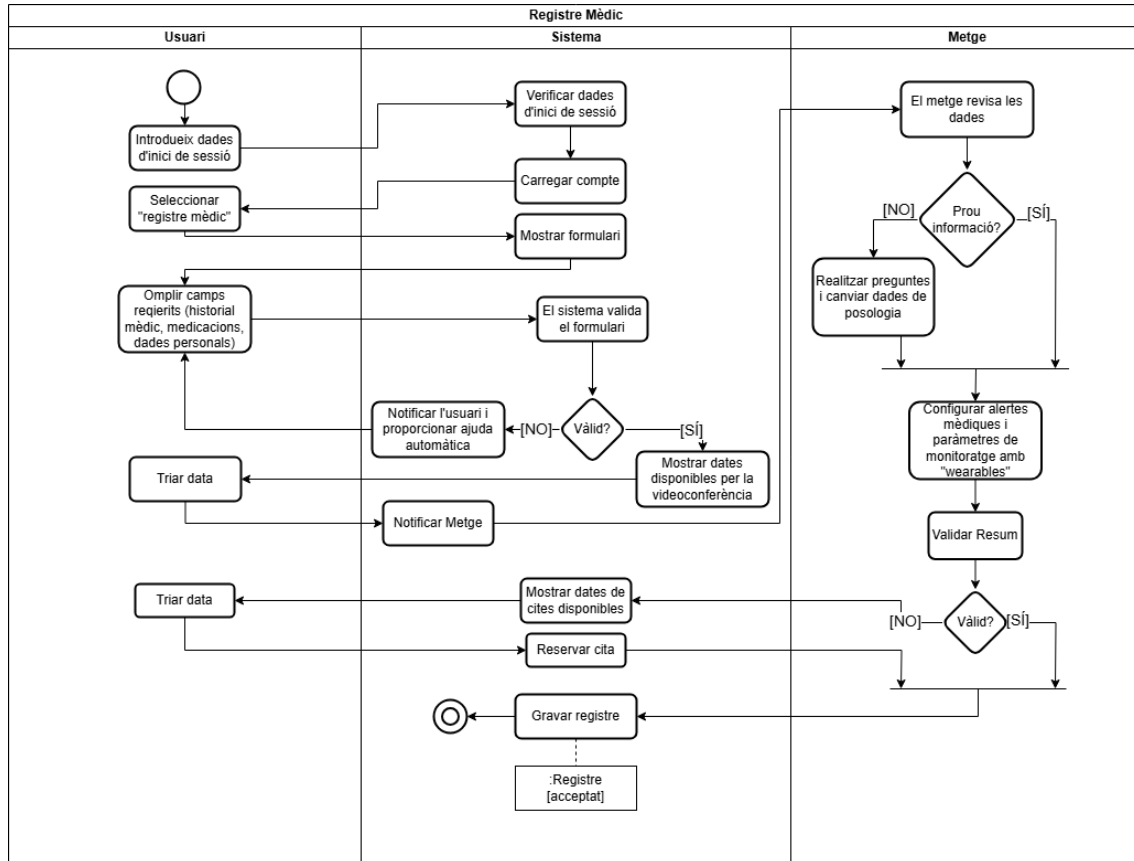 Registre Mèdic
Usuari
Sistema
Metge
Introdueix dades
d'inici de sessió
Verificar dades
d'inici de sessió
Carregar compte
Seleccionar
"registre mèdic"
Mostrar formulari
Omplir camps
reqierits (historial
mèdic, medicacions,
dades personals)
El sistema valida
el formulari
Vàlid?
[NO]
[SÍ]
Notificar l'usuari i
proporcionar ajuda
automàtica
Mostrar dates
disponibles per la
videoconferència
Triar data
Notificar Metge
El metge revisa les
dades
Prou
informació?
[NO]
[SÍ]
Realitzar preguntes
i canviar dades de
posologia
Configurar alertes
mèdiques i
paràmetres de
monitoratge amb
"wearables"
Validar Resum
Vàlid?
[NO]
[SÍ]
Mostrar dates de
cites disponibles
Triar data
Reservar cita
Gravar registre
:Registre
[acceptat]